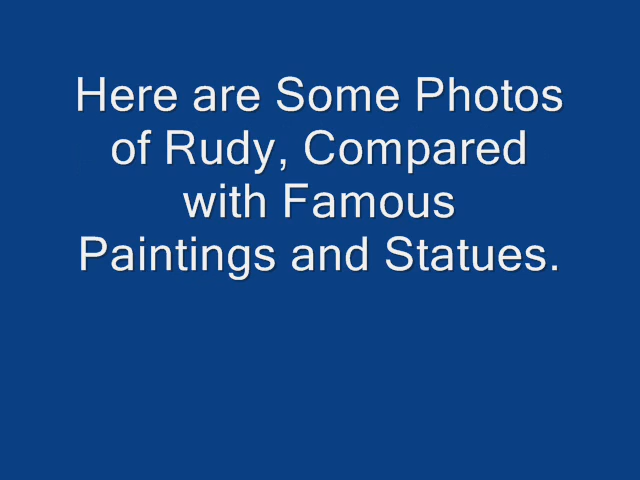 Here are Some Photos
of Rudy, Compared
with Famous
Paintings and Statues.